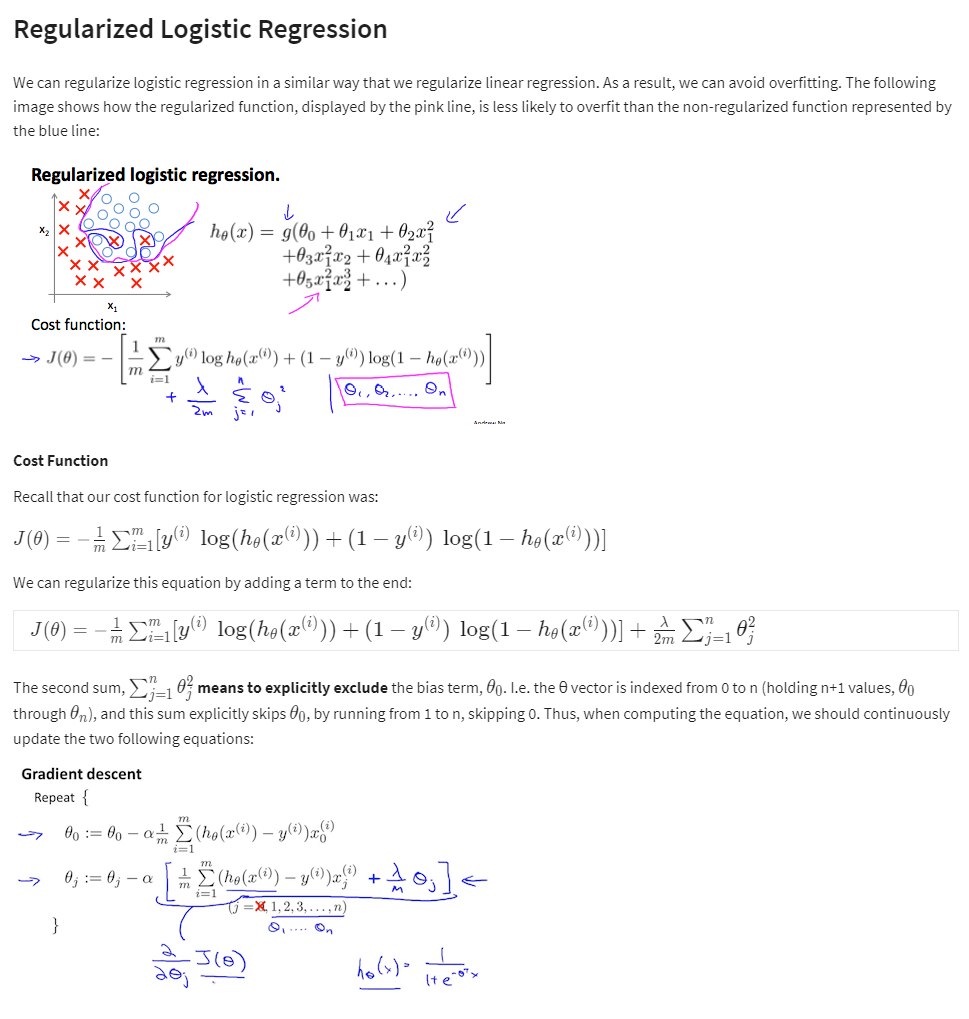 Regularized Logistic Regression
We can regularize logistic regression in a similar way that we regularize linear regression. As a result, we can avoid overfitting. The following
image shows how the regularized function, displayed by the pink line, is less likely to overfit than the non-regularized function represented by
the blue line:
Regularized logistic regression.
x₂
hθ(x) = g(θ₀ + θ₁x₁ + θ₂x₁²
+θ₃x₁²x₂ + θ₄x₁²x₂²
+θ₅x₁²x₂³ + ...)
x₁
Cost function:
→ J(θ) = −[1/m ∑_{i=1}^{m} y⁽ⁱ⁾ log hθ(x⁽ⁱ⁾) + (1 − y⁽ⁱ⁾) log(1 − hθ(x⁽ⁱ⁾))]
+ λ/2m ∑_{j=1}^{n} θⱼ² | θ₁, θ₂, ...., θₙ
Andrew Ng
Cost Function
Recall that our cost function for logistic regression was:
J(θ) = −1/m ∑_{i=1}^{m} [y⁽ⁱ⁾ log(hθ(x⁽ⁱ⁾)) + (1 − y⁽ⁱ⁾) log(1 − hθ(x⁽ⁱ⁾))]
We can regularize this equation by adding a term to the end:
J(θ) = −1/m ∑_{i=1}^{m} [y⁽ⁱ⁾ log(hθ(x⁽ⁱ⁾)) + (1 − y⁽ⁱ⁾) log(1 − hθ(x⁽ⁱ⁾))] + λ/2m ∑_{j=1}^{n} θⱼ²
The second sum, ∑_{j=1}^{n} θⱼ² means to explicitly exclude the bias term, θ₀. I.e. the θ vector is indexed from 0 to n (holding n+1 values, θ₀
through θₙ), and this sum explicitly skips θ₀, by running from 1 to n, skipping 0. Thus, when computing the equation, we should continuously
update the two following equations:
Gradient descent
Repeat {
→ θ₀ := θ₀ − α 1/m ∑_{i=1}^{m} (hθ(x⁽ⁱ⁾) − y⁽ⁱ⁾)x₀⁽ⁱ⁾
→ θⱼ := θⱼ − α [1/m ∑_{i=1}^{m} (hθ(x⁽ⁱ⁾) − y⁽ⁱ⁾)xⱼ⁽ⁱ⁾ + λ/m θⱼ] ←
(j = 1, 2, 3, . . . , n)
} θ₁ .... θₙ
∂/∂θⱼ J(θ) hθ(x) = 1/(1+e^(−θᵀx))